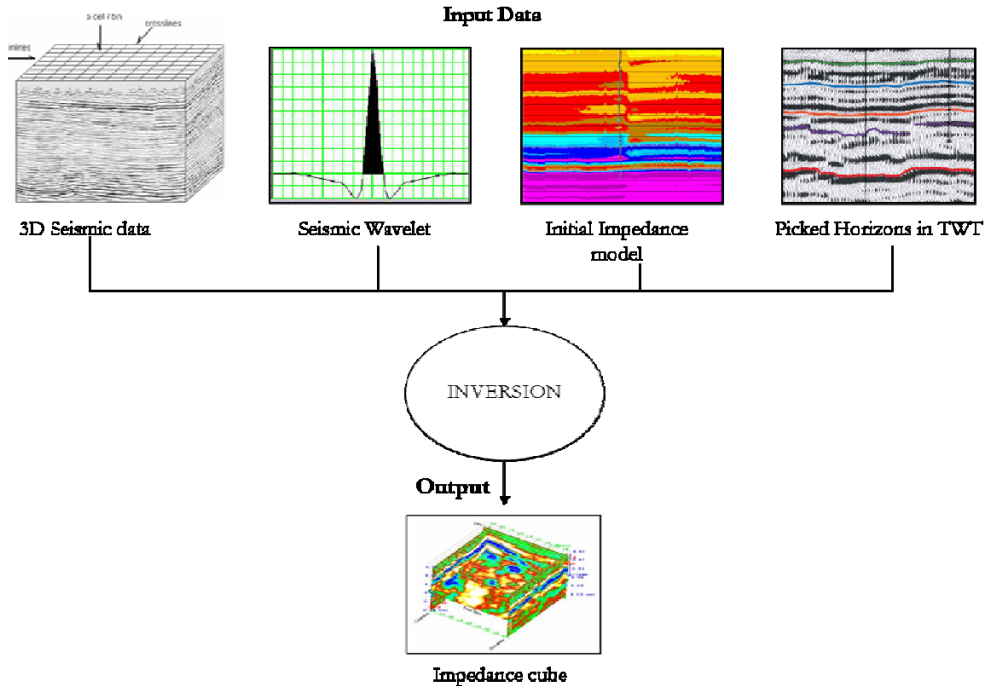 Input Data
a cell / bin
crosslines
inlines
3D Seismic data
Seismic Wavelet
Initial Impedance
model
Picked Horizons in TWT
INVERSION
Output
Impedance cube